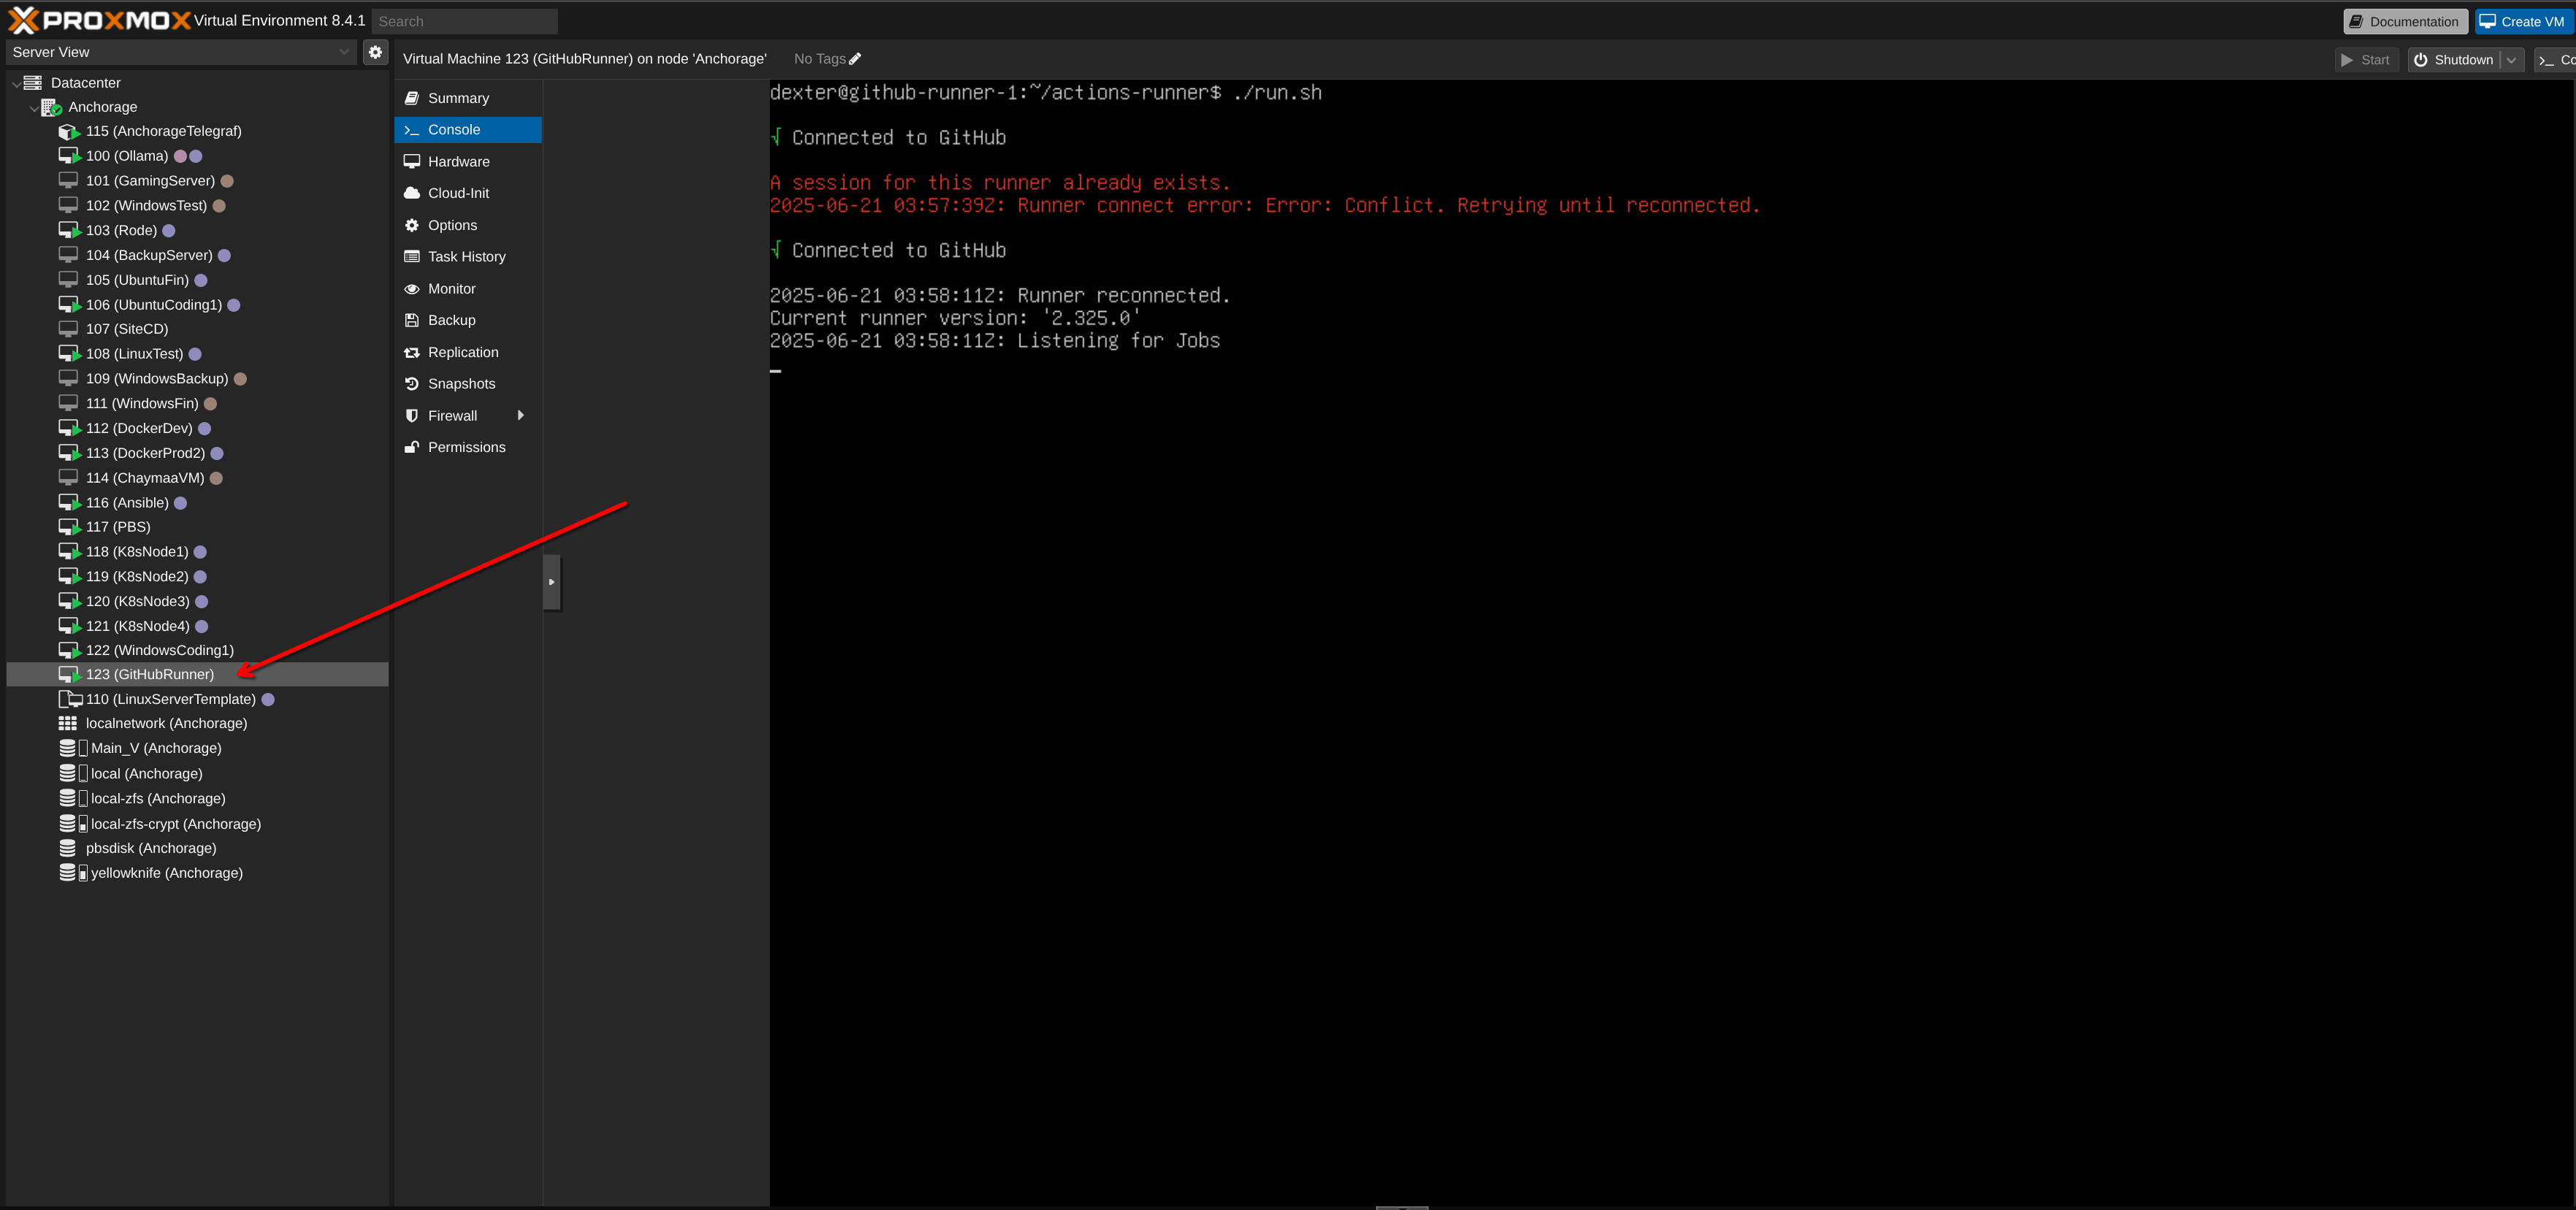 PROXMOX Virtual Environment 8.4.1 Search Documentation Create VM
Server View
Virtual Machine 123 (GitHubRunner) on node 'Anchorage' No Tags Start Shutdown
Datacenter
Anchorage
115 (AnchorageTelegraf)
100 (Ollama)
101 (GamingServer)
102 (WindowsTest)
103 (Rode)
104 (BackupServer)
105 (UbuntuFin)
106 (UbuntuCoding1)
107 (SiteCD)
108 (LinuxTest)
109 (WindowsBackup)
111 (WindowsFin)
112 (DockerDev)
113 (DockerProd2)
114 (ChaymaaVM)
116 (Ansible)
117 (PBS)
118 (K8sNode1)
119 (K8sNode2)
120 (K8sNode3)
121 (K8sNode4)
122 (WindowsCoding1)
123 (GitHubRunner)
110 (LinuxServerTemplate)
localnetwork (Anchorage)
Main_V (Anchorage)
local (Anchorage)
local-zfs (Anchorage)
local-zfs-crypt (Anchorage)
pbsdisk (Anchorage)
yellowknife (Anchorage)
Summary
Console
Hardware
Cloud-Init
Options
Task History
Monitor
Backup
Replication
Snapshots
Firewall
Permissions
dexter@github-runner-1:~/actions-runner$ ./run.sh
√ Connected to GitHub
A session for this runner already exists.
2025-06-21 03:57:39Z: Runner connect error: Error: Conflict. Retrying until reconnected.
√ Connected to GitHub
2025-06-21 03:58:11Z: Runner reconnected.
Current runner version: '2.325.0'
2025-06-21 03:58:11Z: Listening for Jobs